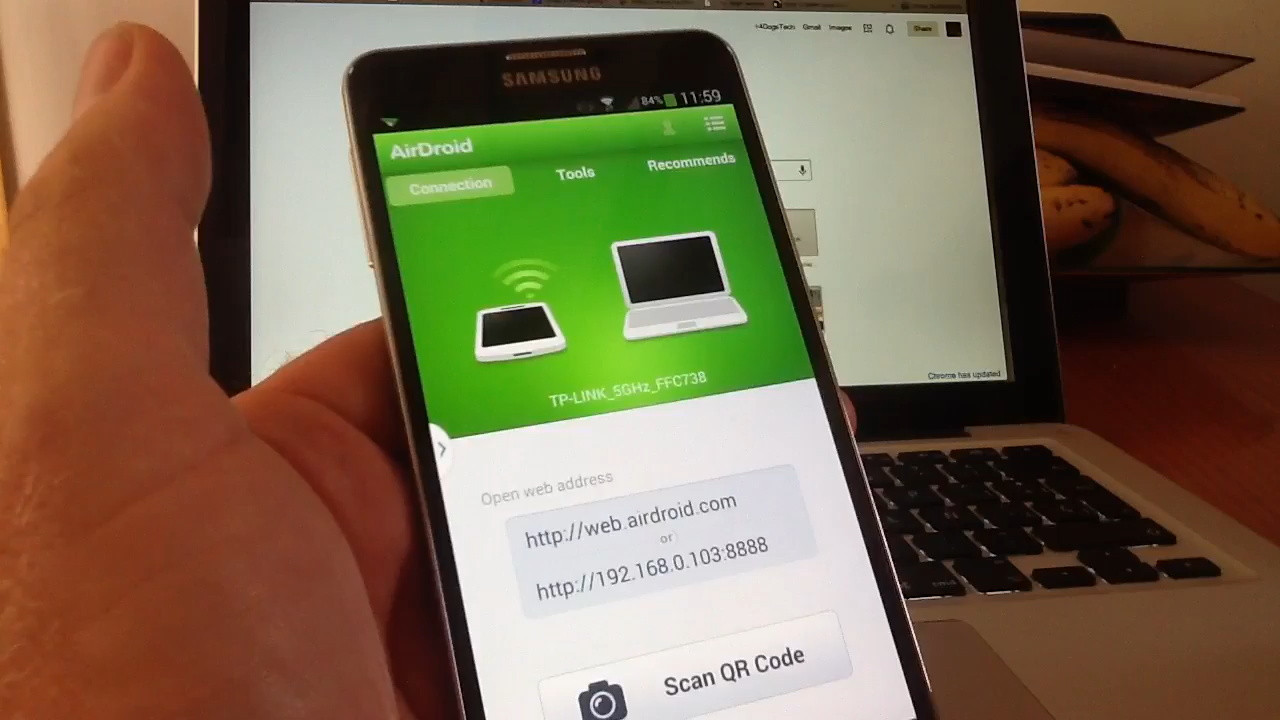 +4DogsTech Gmail Images Share
SAMSUNG
84% 11:59
AirDroid
Connection Tools Recommends
TP-LINK_5GHz_FFC738
Open web address
http://web.airdroid.com
or
http://192.168.0.103:8888
Scan QR Code
Chrome has updated